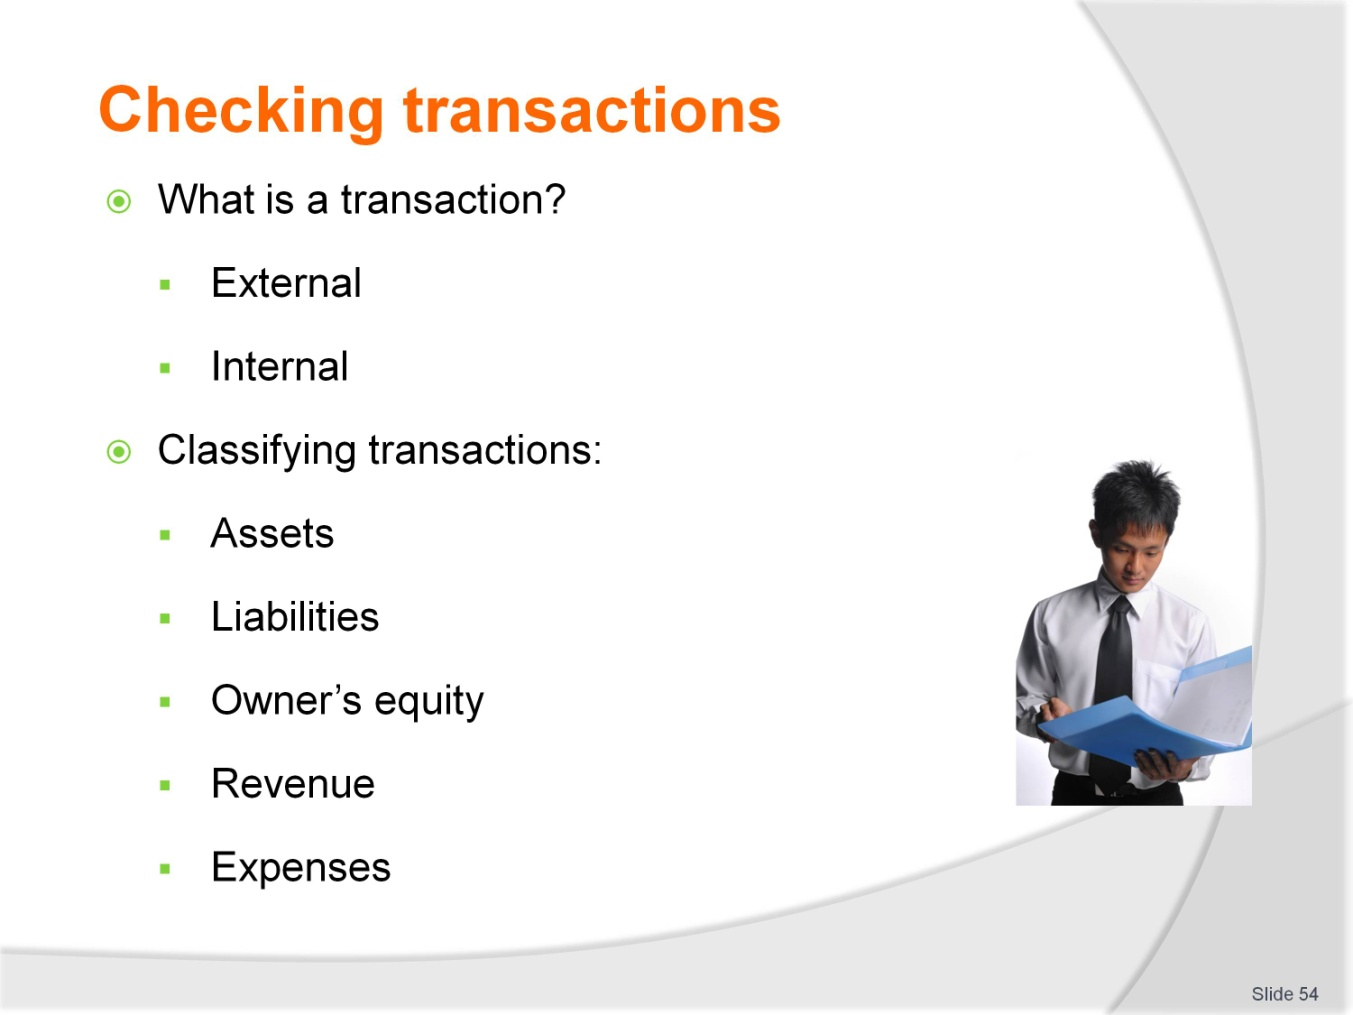 Checking transactions
What is a transaction?
External
Internal
Classifying transactions:
Assets
Liabilities
Owner’s equity
Revenue
Expenses
Slide 54